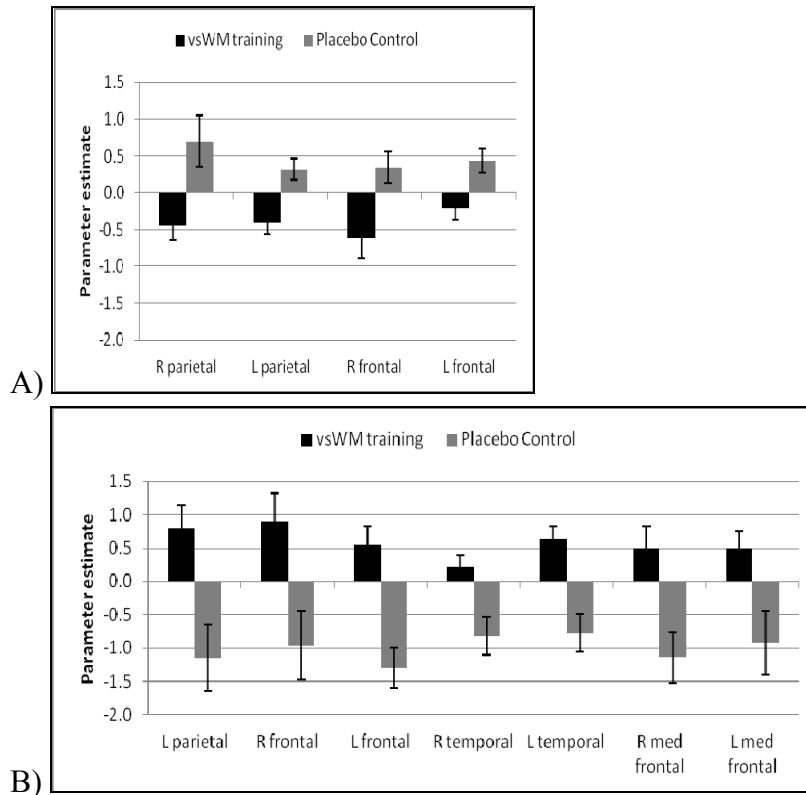 vsWM training Placebo Control
Parameter estimate
1.5
1.0
0.5
0.0
-0.5
-1.0
-1.5
-2.0
R parietal L parietal R frontal L frontal
A)
vsWM training Placebo Control
Parameter estimate
1.5
1.0
0.5
0.0
-0.5
-1.0
-1.5
-2.0
L parietal R frontal L frontal R temporal L temporal R med frontal L med frontal
B)